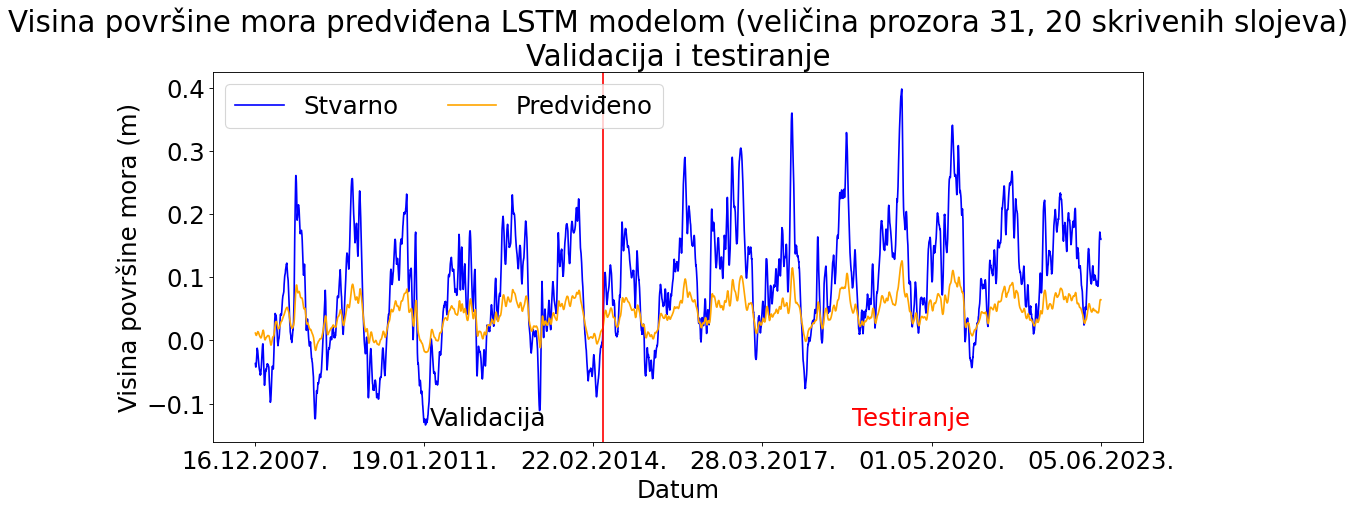 Visina površine mora predviđena LSTM modelom (veličina prozora 31, 20 skrivenih slojeva)
Validacija i testiranje
Stvarno
Predviđeno
Visina površine mora (m)
0.4
0.3
0.2
0.1
0.0
−0.1
Validacija
Testiranje
16.12.2007.
19.01.2011.
22.02.2014.
28.03.2017.
01.05.2020.
05.06.2023.
Datum